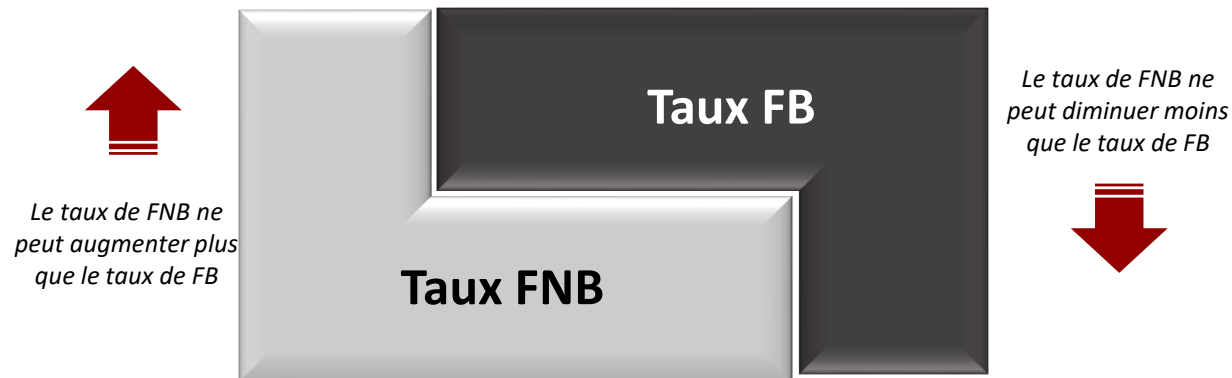 Le taux de FNB ne
peut augmenter plus
que le taux de FB
Taux FB
Taux FNB
Le taux de FNB ne
peut diminuer moins
que le taux de FB